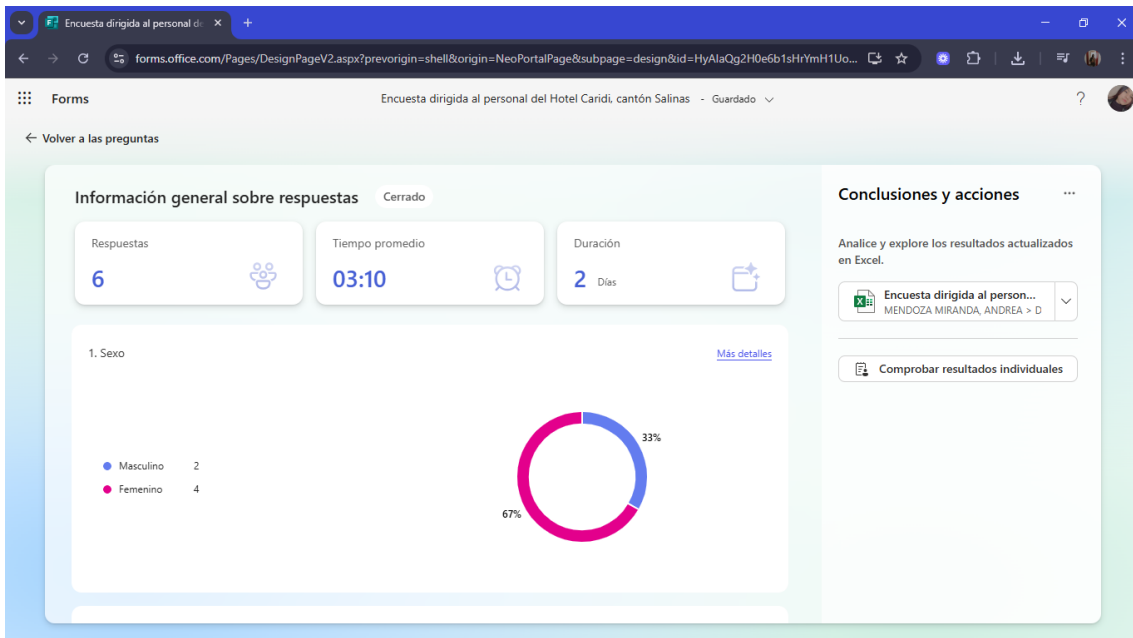 Encuesta dirigida al personal de
forms.office.com/Pages/DesignPageV2.aspx?prevorigin=shell&origin=NeoPortalPage&subpage=design&id=HyAIaQg2H0e6b1sHrYmH1Uo...
Forms
Encuesta dirigida al personal del Hotel Caridi, cantón Salinas - Guardado
?
Volver a las preguntas
Información general sobre respuestas Cerrado
Respuestas
6
Tiempo promedio
03:10
Duración
2 Días
1. Sexo
Más detalles
Masculino 2
Femenino 4
33%
67%
Conclusiones y acciones
Analice y explore los resultados actualizados
en Excel.
Encuesta dirigida al person...
MENDOZA MIRANDA, ANDREA > D
Comprobar resultados individuales